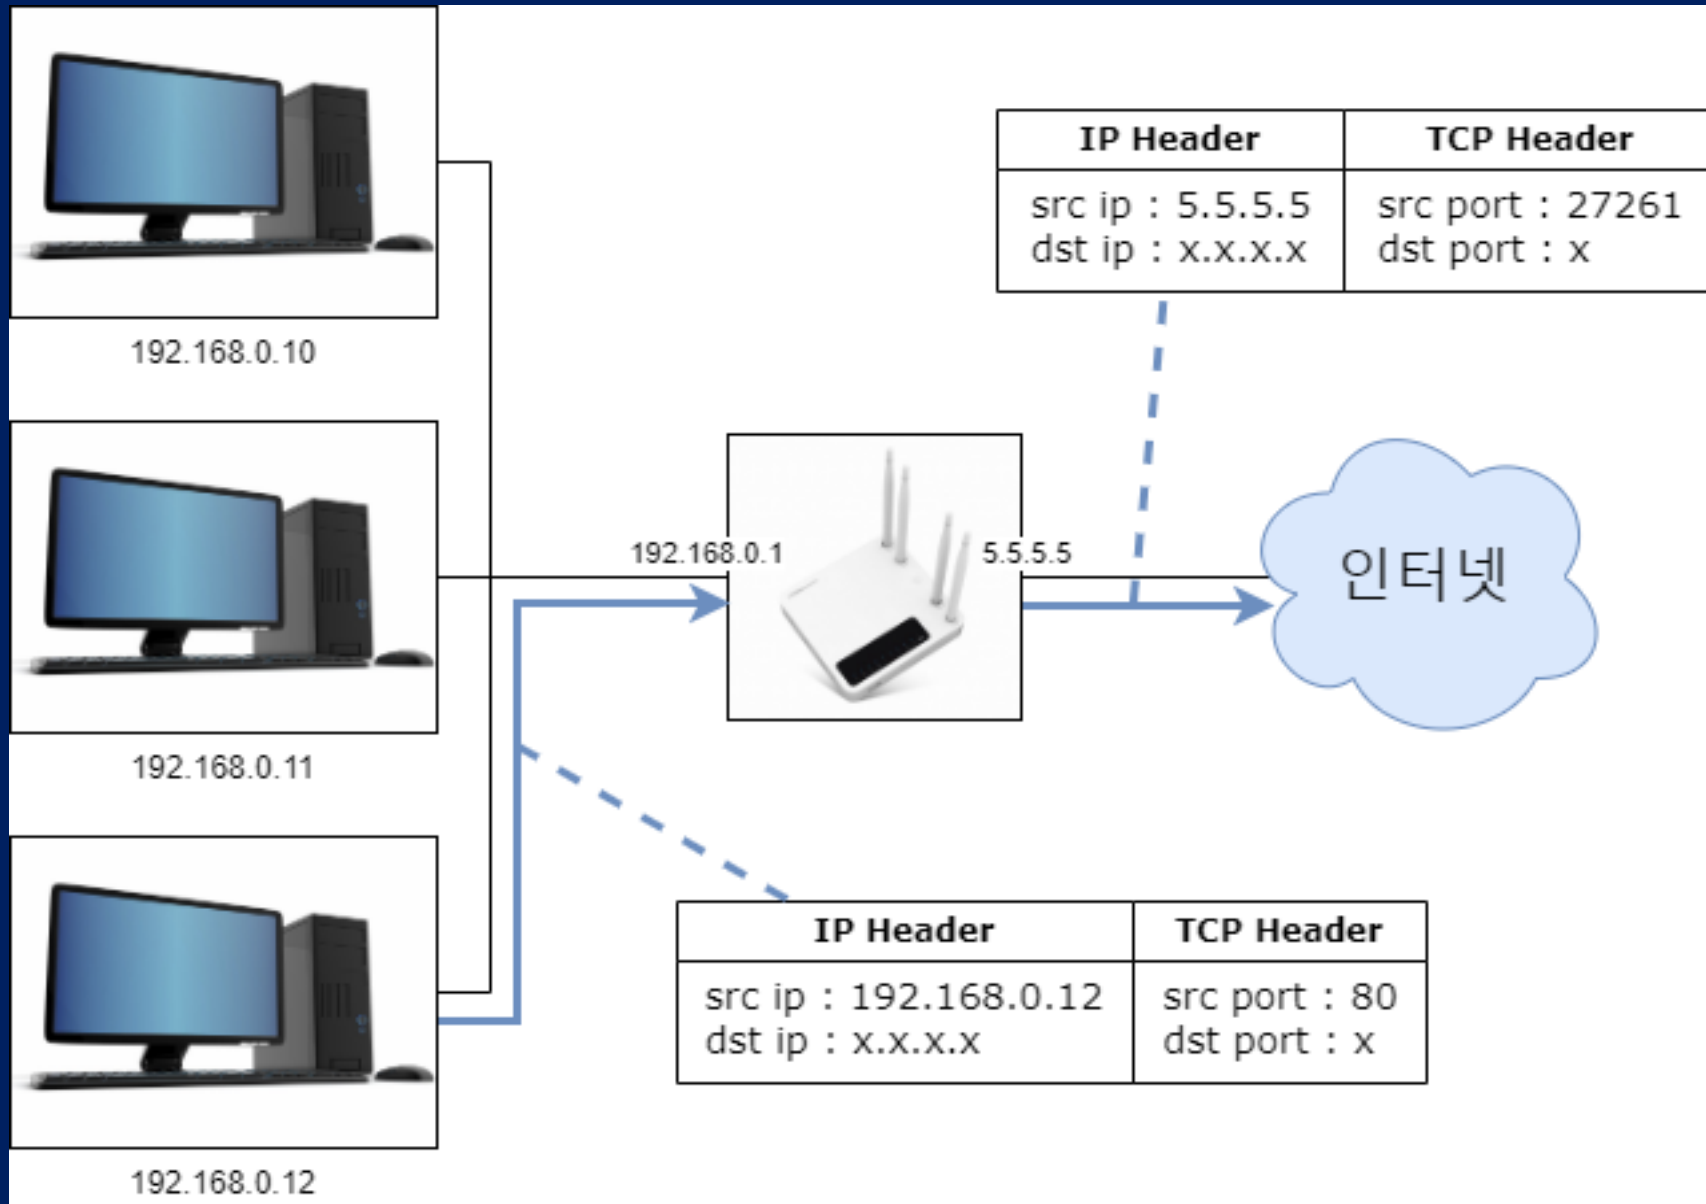 IP Header
TCP Header
src ip : 5.5.5.5
dst ip : x.x.x.x
src port : 27261
dst port : x
192.168.0.10
192.168.0.1
5.5.5.5
인터넷
192.168.0.11
IP Header
TCP Header
src ip : 192.168.0.12
dst ip : x.x.x.x
src port : 80
dst port : x
192.168.0.12